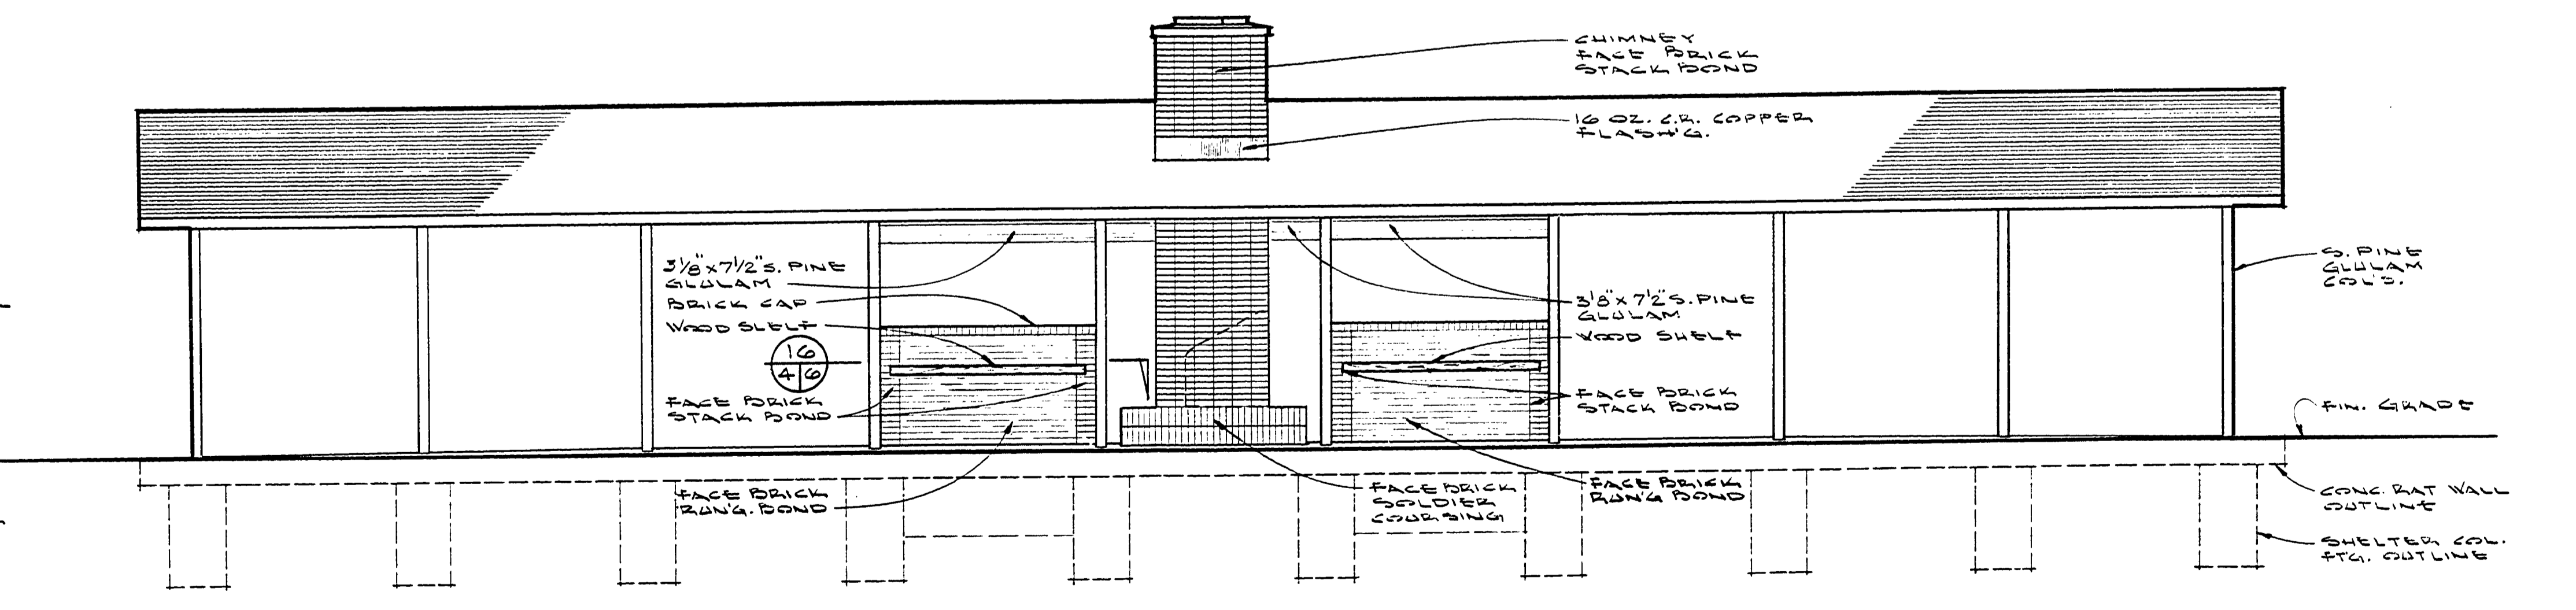 CHIMNEY
FACE BRICK
STACK BOND
16 OZ. C.R. COPPER
FLASH'G.
3 1/8" x 7 1/2" S. PINE
GLULAM
BRICK CAP
WOOD SLELF
16
4 6
FACE BRICK
STACK BOND
FACE BRICK
RUN'G. BOND
3 1/8" x 7 1/2" S. PINE
GLULAM
WOOD SHELF
FACE BRICK
STACK BOND
FACE BRICK
SOLDIER
COURSING
FACE BRICK
RUN'G BOND
S. PINE
GLULAM
COL'S.
FIN. GRADE
CONC. RAT WALL
OUTLINE
SHELTER COL.
FTG. OUTLINE